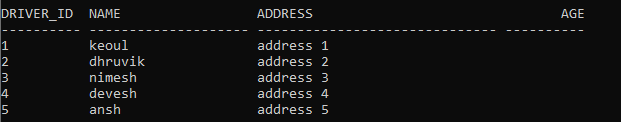 DRIVER_ID  NAME                 ADDRESS                               AGE
---------- -------------------- ------------------------------ ----------
1          keoul                address 1
2          dhruvik              address 2
3          nimesh               address 3
4          devesh               address 4
5          ansh                 address 5